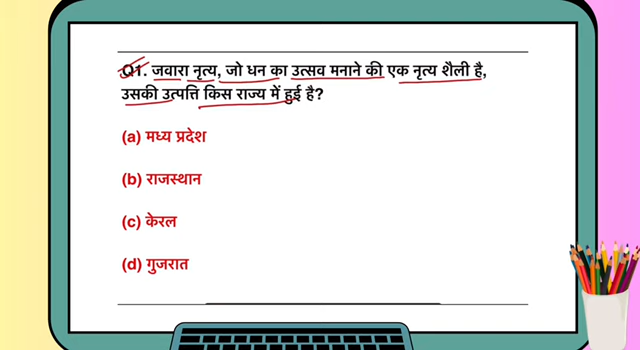 Q1. जवारा नृत्य, जो धन का उत्सव मनाने की एक नृत्य शैली है,
उसकी उत्पत्ति किस राज्य में हुई है?
(a) मध्य प्रदेश
(b) राजस्थान
(c) केरल
(d) गुजरात